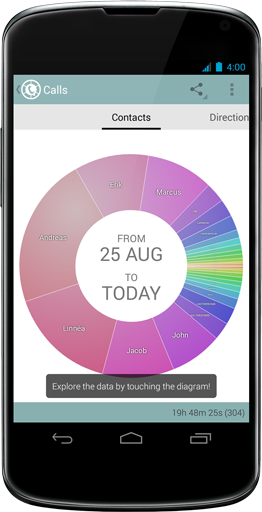 4:00
Calls
Contacts
Direction
Erik
Marcus
Andreas
FROM
25 AUG
TO
TODAY
Linnéa
John
Jacob
Explore the data by touching the diagram!
19h 48m 25s (304)